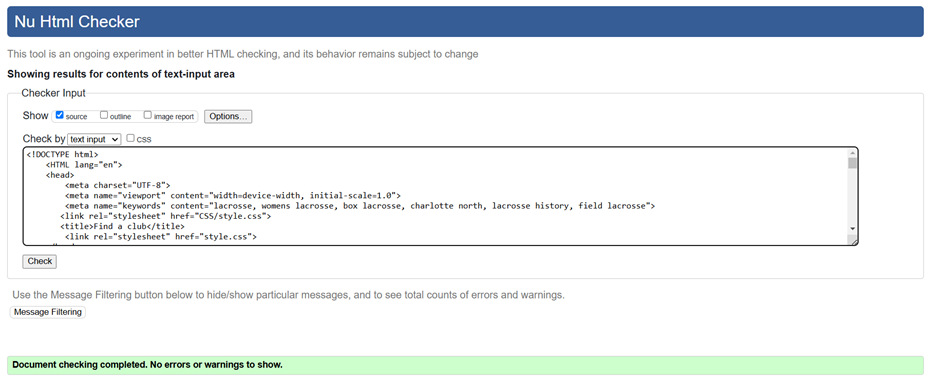 Nu Html Checker
This tool is an ongoing experiment in better HTML checking, and its behavior remains subject to change
Showing results for contents of text-input area
Checker Input
Show source outline image report Options...
Check by text input css
<!DOCTYPE html>
<HTML lang="en">
<head>
<meta charset="UTF-8">
<meta name="viewport" content="width=device-width, initial-scale=1.0">
<meta name="keywords" content="lacrosse, womens lacrosse, box lacrosse, charlotte north, lacrosse history, field lacrosse">
<link rel="stylesheet" href="CSS/style.css">
<title>Find a club</title>
<link rel="stylesheet" href="style.css">
Check
Use the Message Filtering button below to hide/show particular messages, and to see total counts of errors and warnings.
Message Filtering
Document checking completed. No errors or warnings to show.